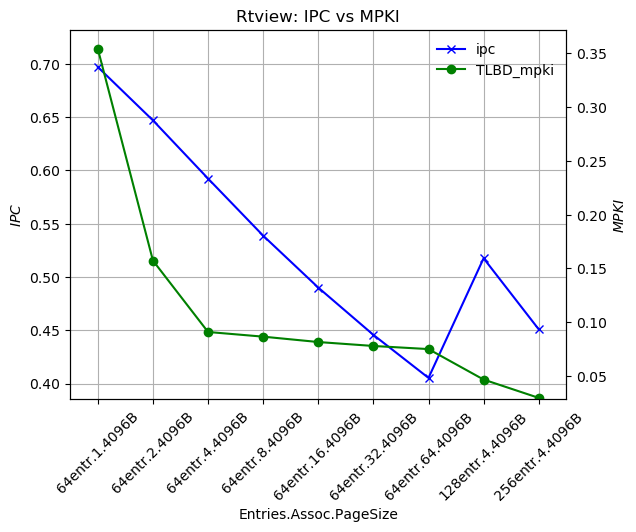 Rtview: IPC vs MPKI
ipc
TLBD_mpki
0.70
0.65
0.60
0.55
0.50
0.45
0.40
IPC
0.35
0.30
0.25
0.20
0.15
0.10
0.05
MPKI
64entr.1.4096B
64entr.2.4096B
64entr.4.4096B
64entr.8.4096B
64entr.16.4096B
64entr.32.4096B
64entr.64.4096B
128entr.4.4096B
256entr.4.4096B
Entries.Assoc.PageSize